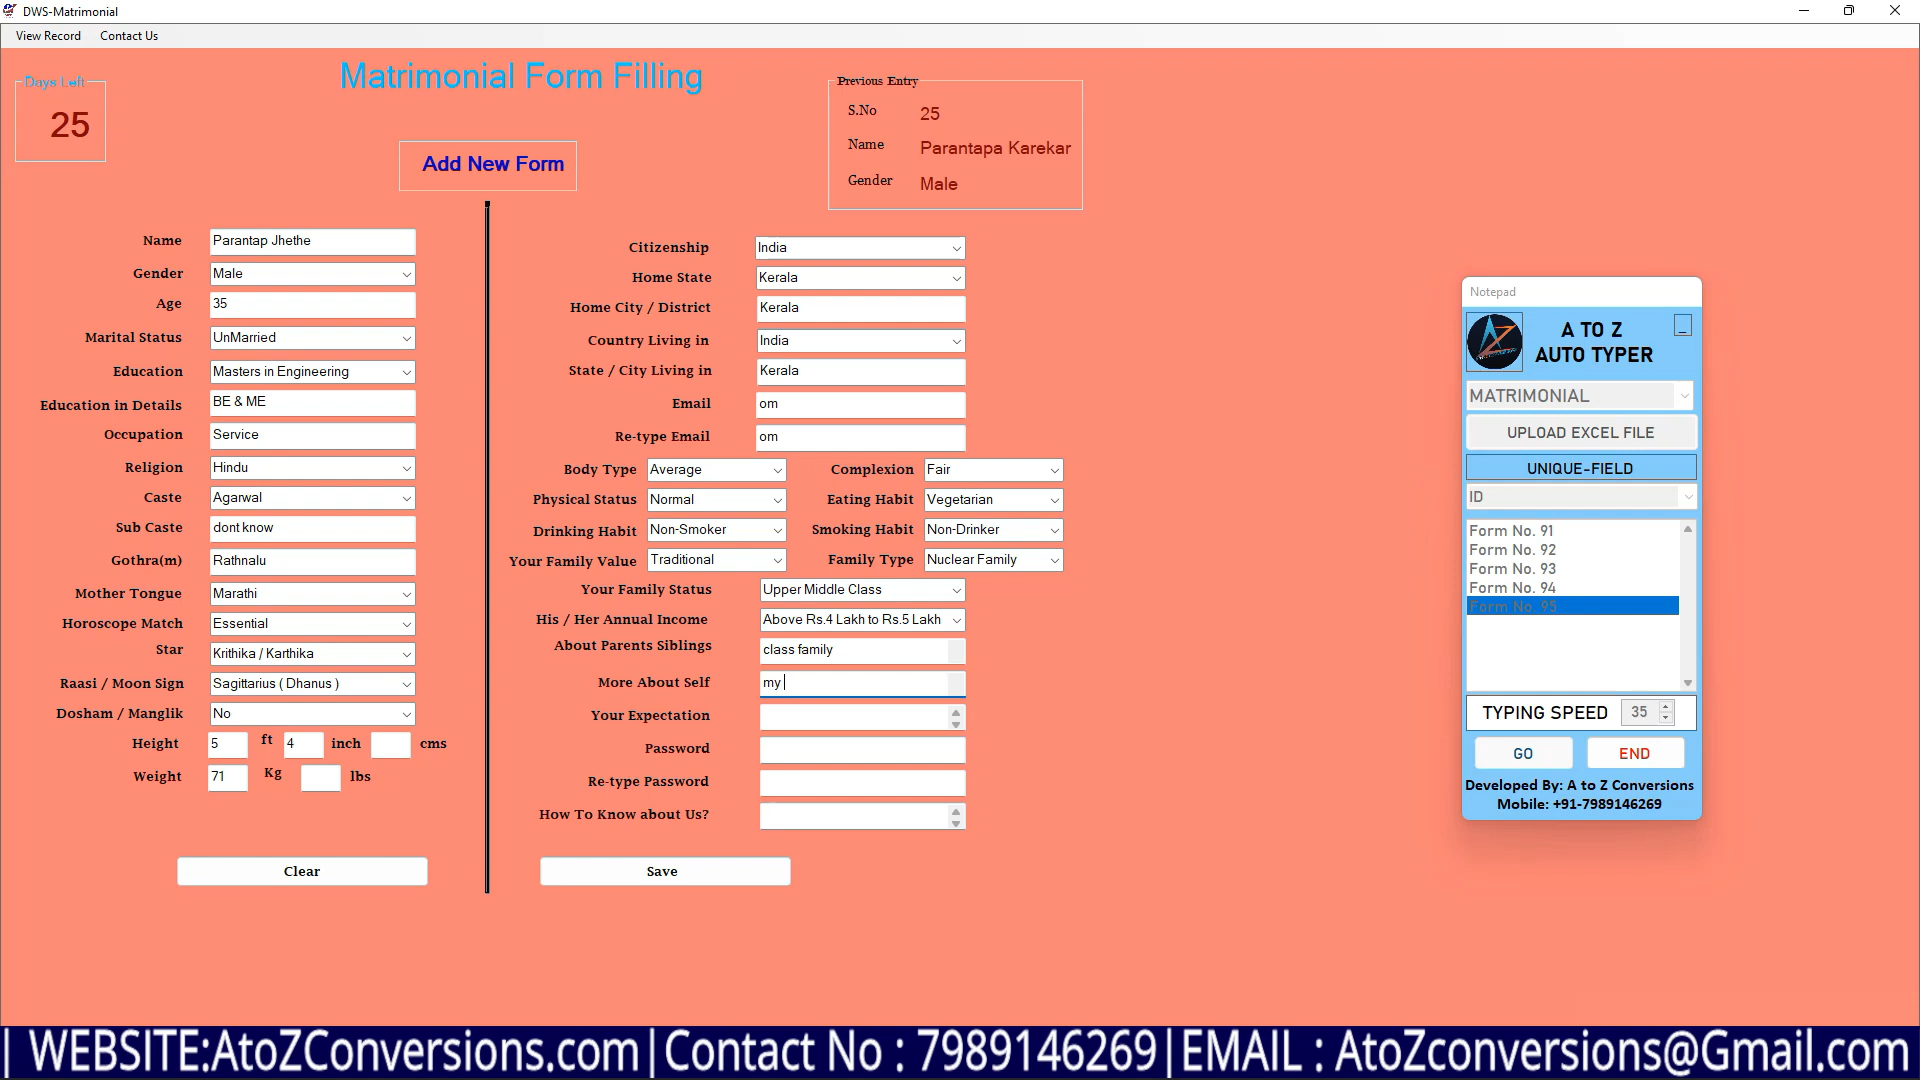 DWS-Matrimonial
View Record Contact Us
Days Left
25
Matrimonial Form Filling
Add New Form
Previous Entry
S.No 25
Name Parantapa Karekar
Gender Male
Name Parantap Jhethe
Gender Male
Age 35
Marital Status UnMarried
Education Masters in Engineering
Education in Details BE & ME
Occupation Service
Religion Hindu
Caste Agarwal
Sub Caste dont know
Gothra(m) Rathnalu
Mother Tongue Marathi
Horoscope Match Essential
Star Krithika / Karthika
Raasi / Moon Sign Sagittarius ( Dhanus )
Dosham / Manglik No
Height 5 ft 4 inch cms
Weight 71 Kg lbs
Clear
Citizenship India
Home State Kerala
Home City / District Kerala
Country Living in India
State / City Living in Kerala
Email om
Re-type Email om
Body Type Average Complexion Fair
Physical Status Normal Eating Habit Vegetarian
Drinking Habit Non-Smoker Smoking Habit Non-Drinker
Your Family Value Traditional Family Type Nuclear Family
Your Family Status Upper Middle Class
His / Her Annual Income Above Rs.4 Lakh to Rs.5 Lakh
About Parents Siblings class family
More About Self my
Your Expectation
Password
Re-type Password
How To Know about Us?
Save
Notepad
A TO Z
AUTO TYPER
MATRIMONIAL
UPLOAD EXCEL FILE
UNIQUE-FIELD
ID
Form No. 91
Form No. 92
Form No. 93
Form No. 94
Form No. 95
TYPING SPEED 35
GO END
Developed By: A to Z Conversions
Mobile: +91-7989146269
| WEBSITE:AtoZConversions.com|Contact No : 7989146269|EMAIL : AtoZconversions@Gmail.com